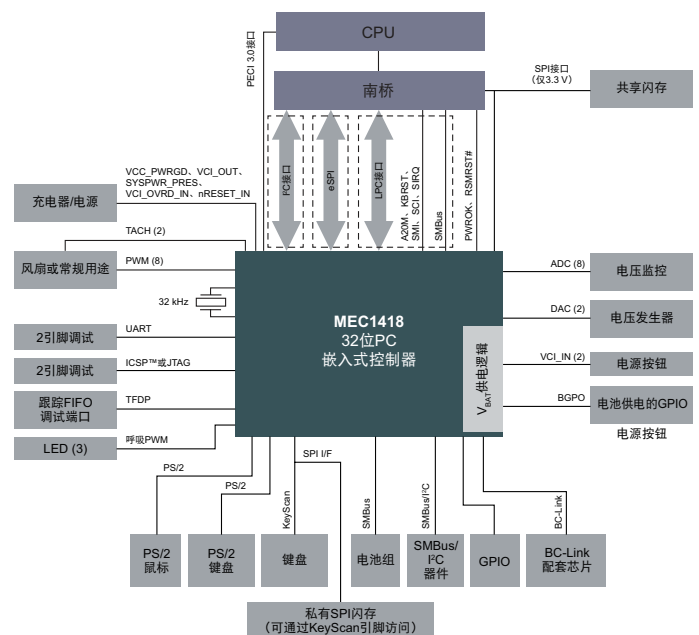 CPU
PECI 3.0接口
南桥
SPI接口
（仅3.3 V）
共享闪存
I²C接口
eSPI
LPC接口
A20M、KBRST、
SMI、SCI、SIRQ
SMBus
PWROK、RSMRST#
VCC_PWRGD、VCI_OUT、
SYSPWR_PRES、
VCI_OVRD_IN、nRESET_IN
充电器/电源
TACH (2)
风扇或常规用途
PWM (8)
32 kHz
2引脚调试
UART
2引脚调试
ICSP™或JTAG
跟踪FIFO
调试端口
TFDP
LED (3)
呼吸PWM
MEC1418
32位PC
嵌入式控制器
VBAT供电逻辑
ADC (8)
电压监控
DAC (2)
电压发生器
VCI_IN (2)
电源按钮
BGPO
电池供电的GPIO
电源按钮
PS/2
PS/2
KeyScan
SPI I/F
SMBus
SMBus/I²C
BC-Link
PS/2
鼠标
PS/2
键盘
键盘
电池组
SMBus/
I²C
器件
GPIO
BC-Link
配套芯片
私有SPI闪存
（可通过KeyScan引脚访问）